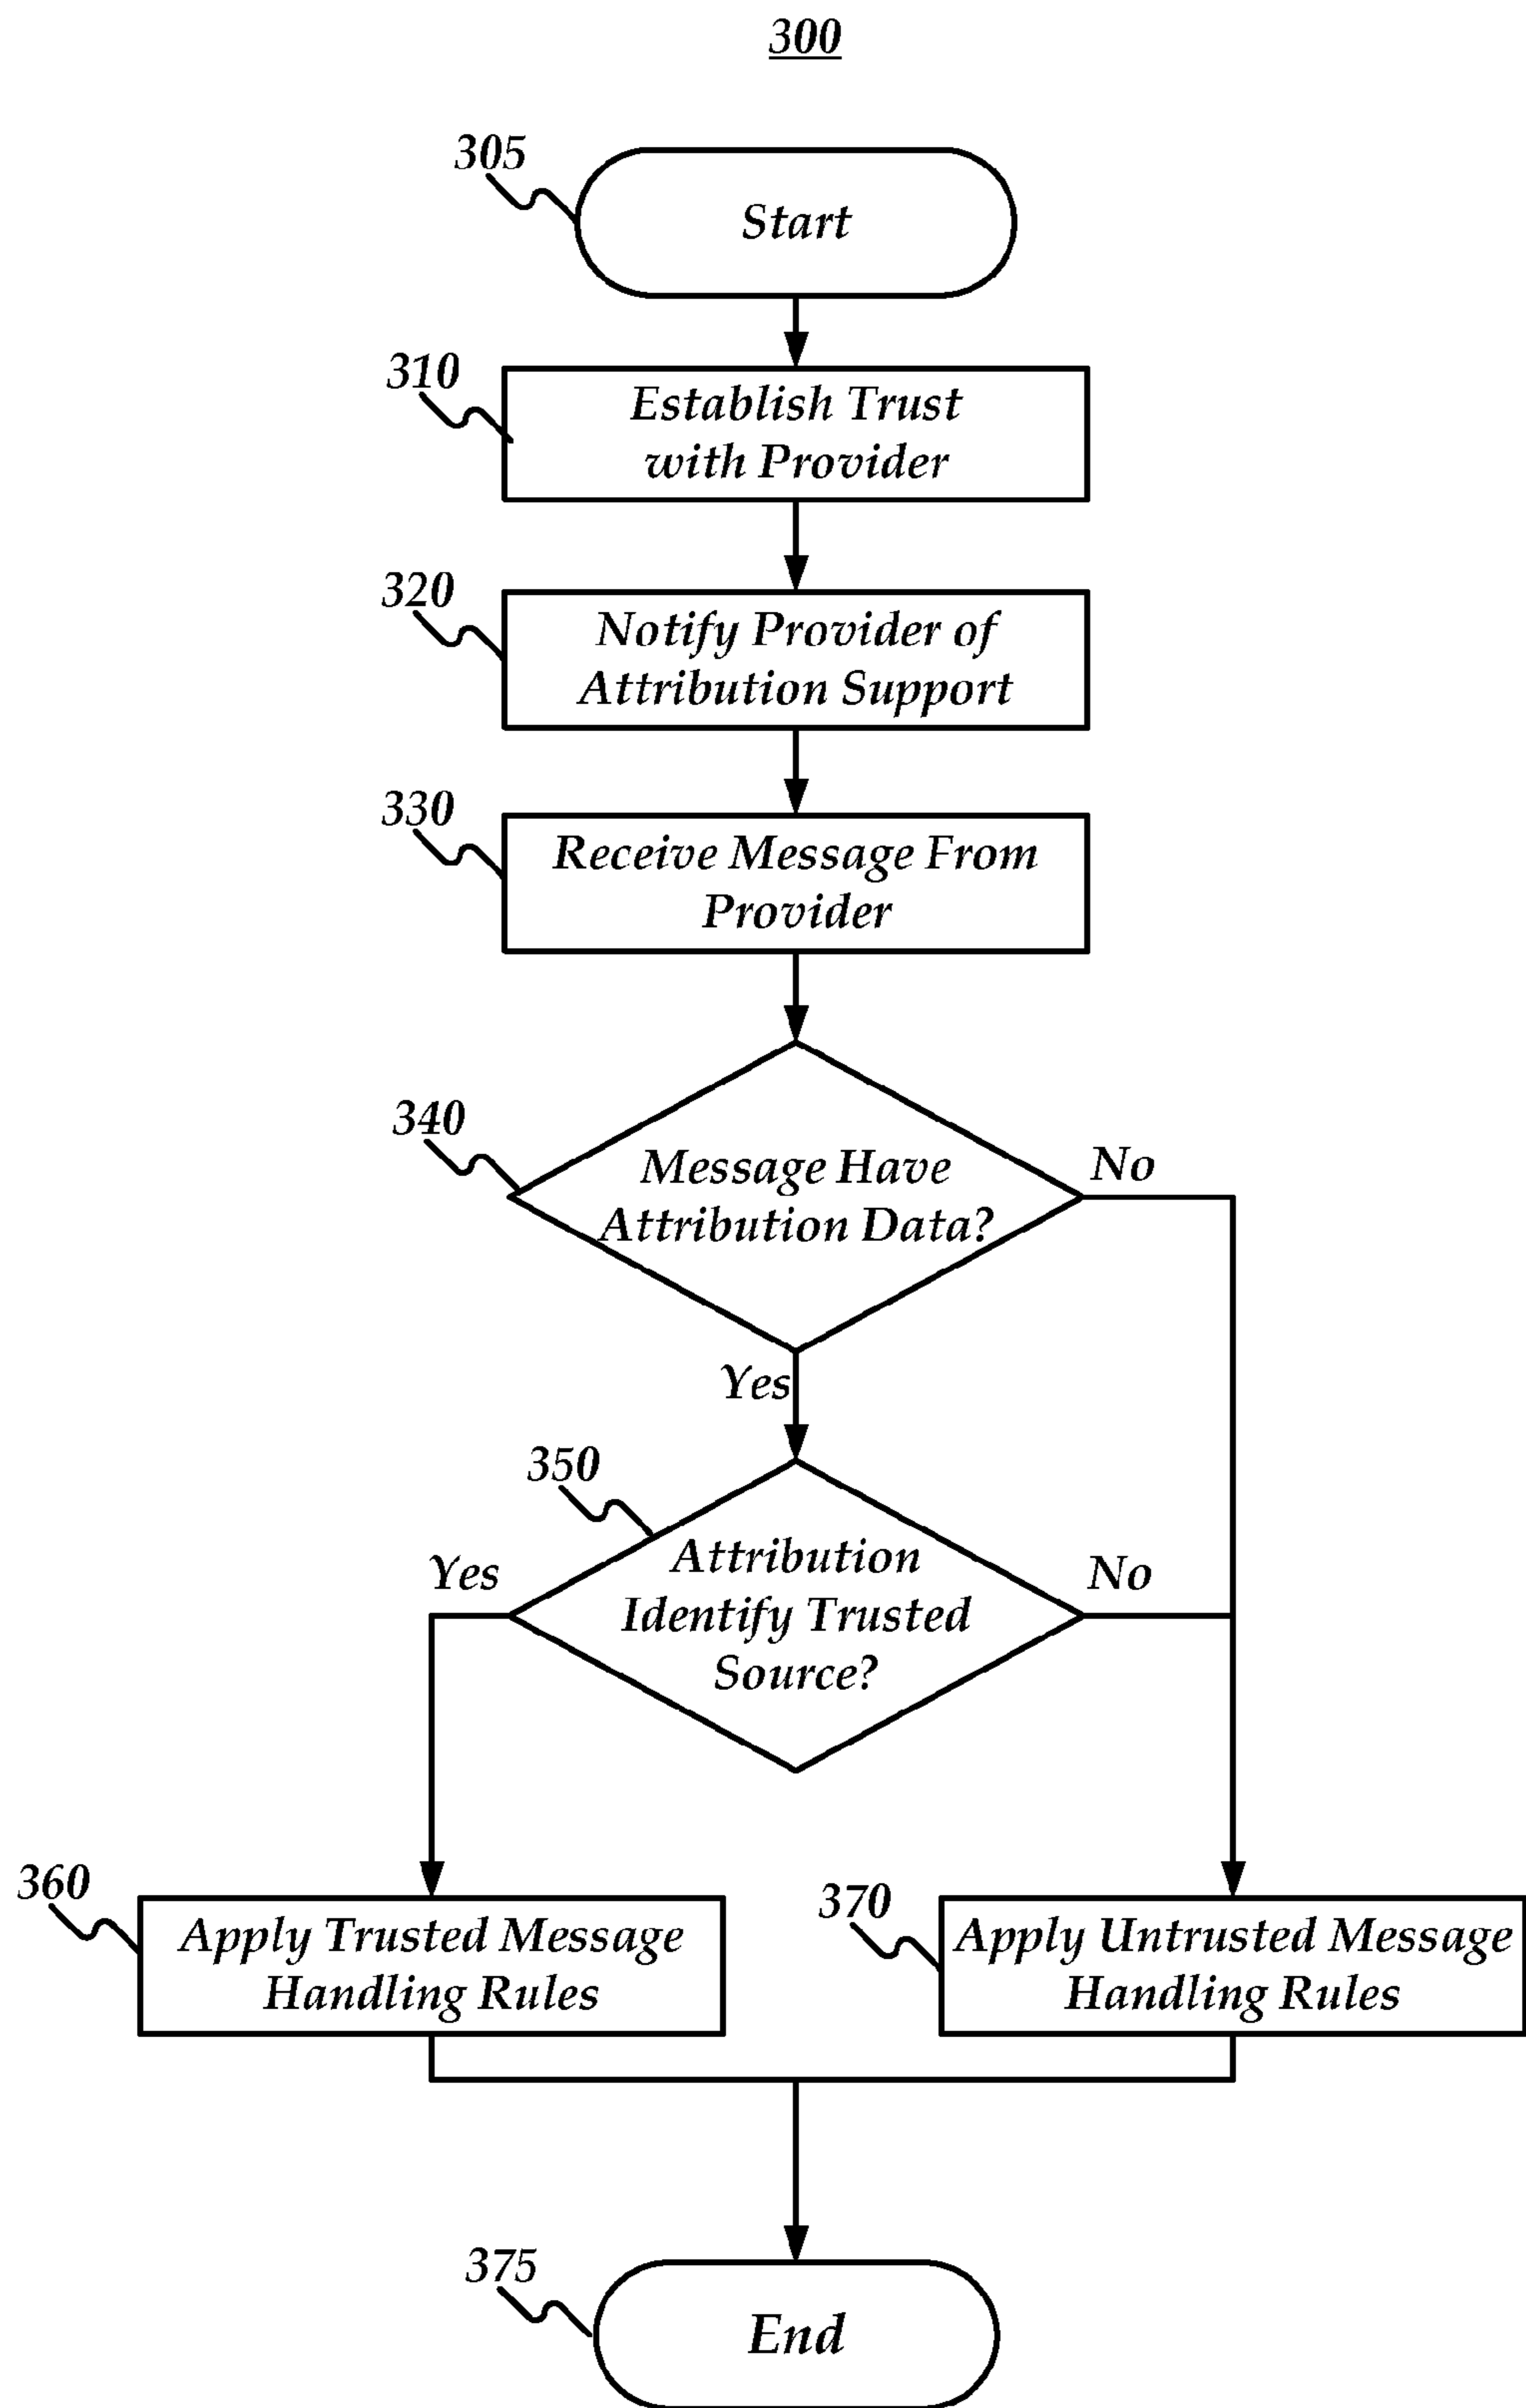 300
305
Start
310
Establish Trust
with Provider
320
Notify Provider of
Attribution Support
330
Receive Message From
Provider
340
Message Have
Attribution Data?
No
Yes
350
Attribution
Identify Trusted
Source?
Yes
No
360
Apply Trusted Message
Handling Rules
370
Apply Untrusted Message
Handling Rules
375
End